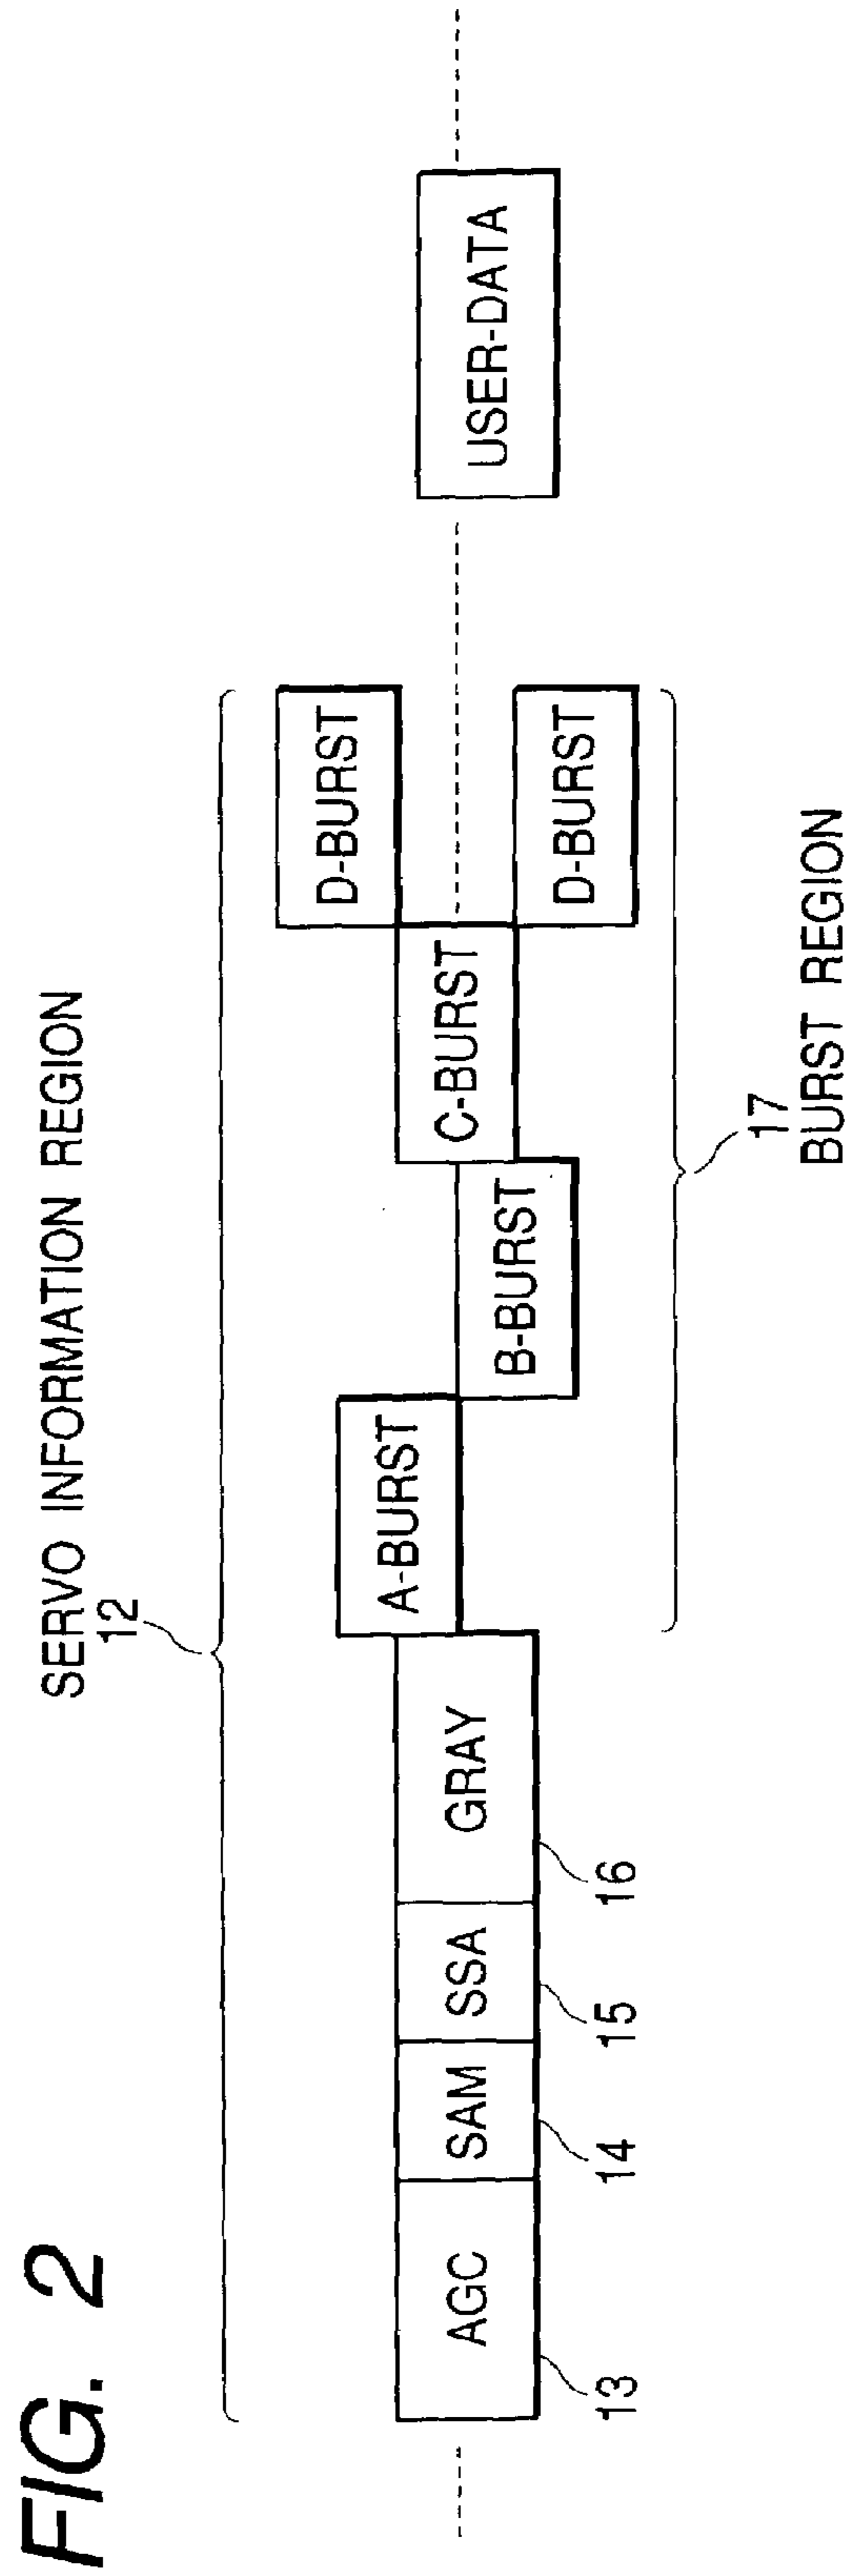 FIG. 2
SERVO INFORMATION REGION
12
AGC
SAM
SSA
GRAY
A-BURST
B-BURST
C-BURST
D-BURST
D-BURST
USER-DATA
13
14
15
16
17
BURST REGION